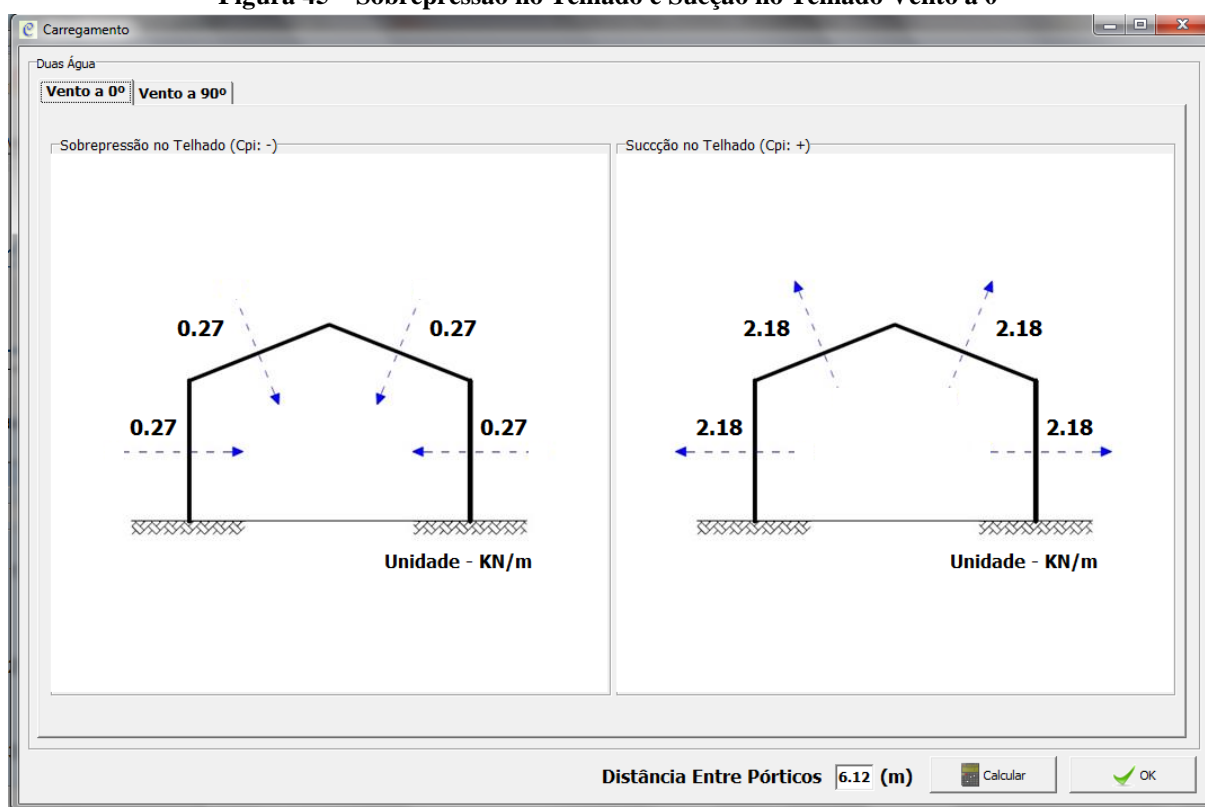 Figura 45 – Sobrepressão no Telhado e Sucção no Telhado Vento a 0°
Carregamento
Duas Água
Vento a 0º Vento a 90º
Sobrepressão no Telhado (Cpi: -)
0.27 0.27
0.27 0.27
Unidade - KN/m
Succção no Telhado (Cpi: +)
2.18 2.18
2.18 2.18
Unidade - KN/m
Distância Entre Pórticos 6.12 (m) Calcular OK